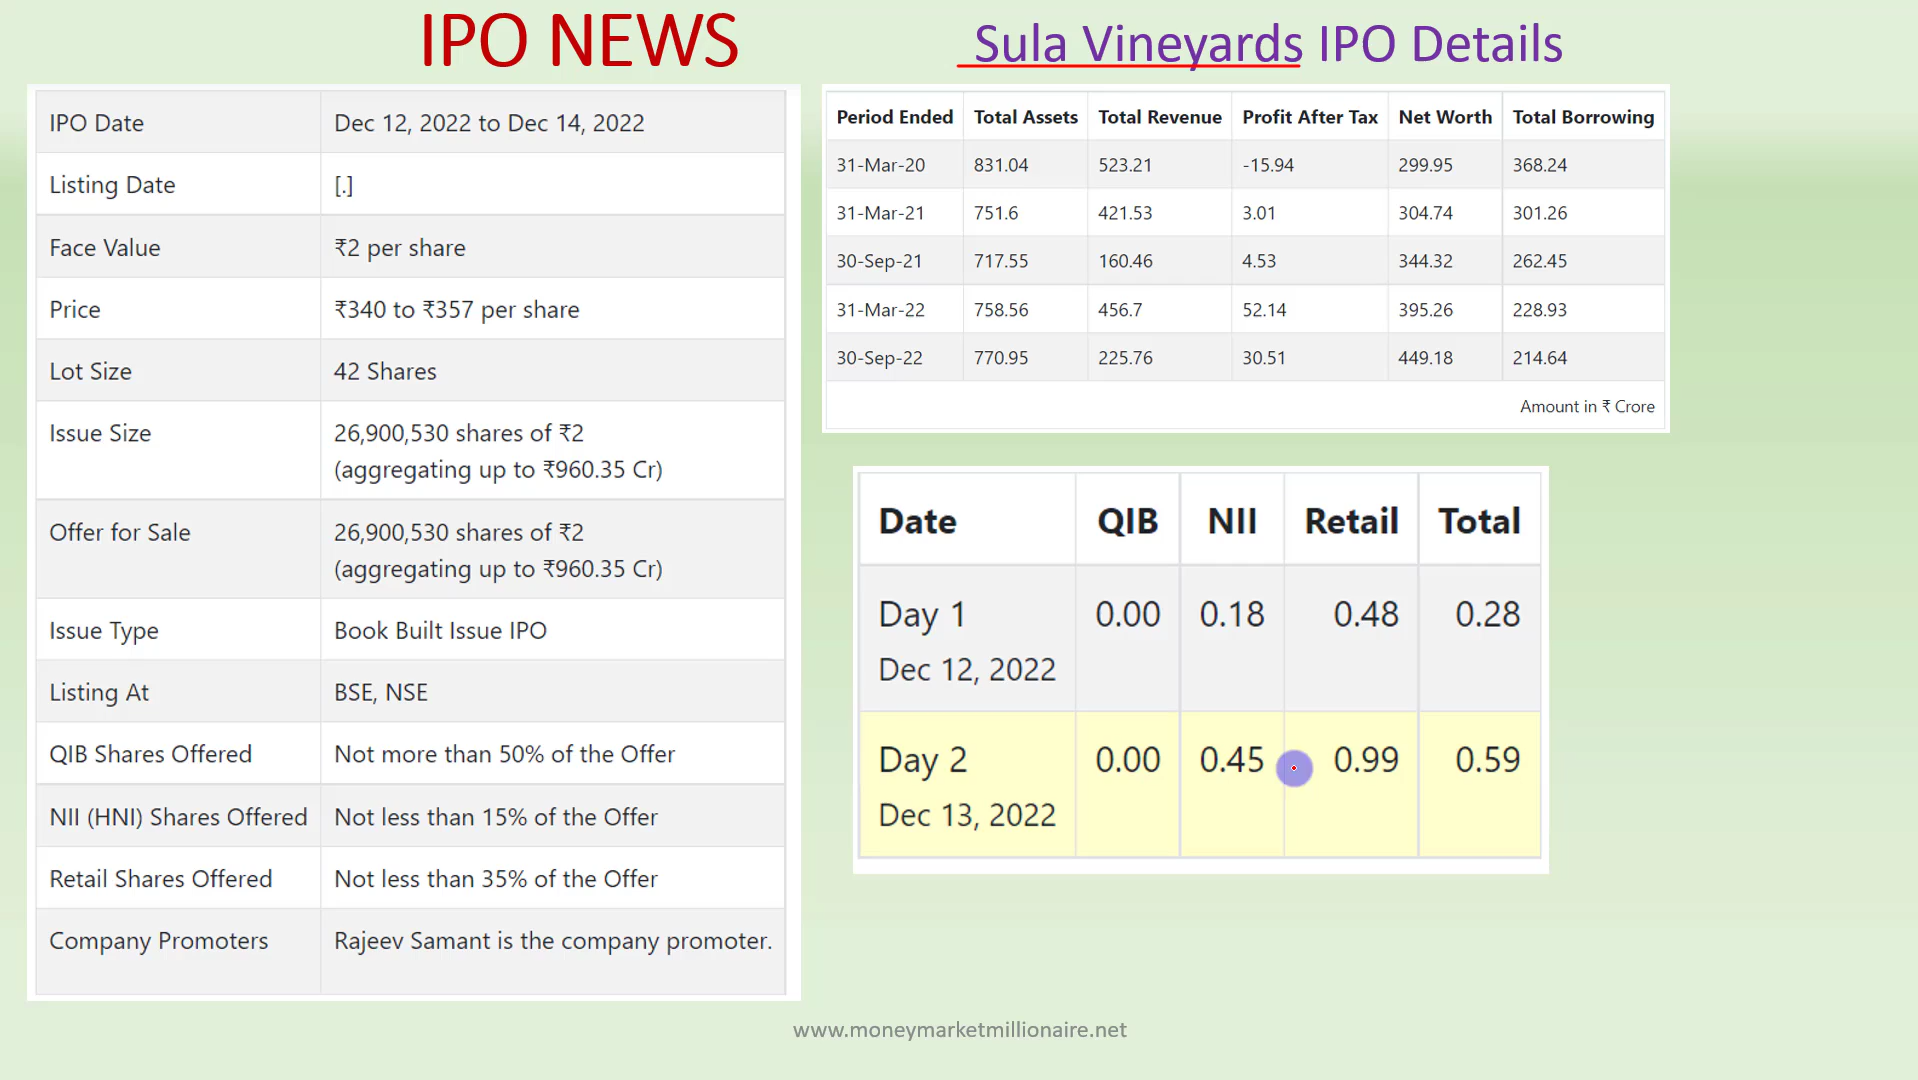 IPO NEWS
Sula Vineyards IPO Details
IPO Date Dec 12, 2022 to Dec 14, 2022
Listing Date [.]
Face Value ₹2 per share
Price ₹340 to ₹357 per share
Lot Size 42 Shares
Issue Size 26,900,530 shares of ₹2
(aggregating up to ₹960.35 Cr)
Offer for Sale 26,900,530 shares of ₹2
(aggregating up to ₹960.35 Cr)
Issue Type Book Built Issue IPO
Listing At BSE, NSE
QIB Shares Offered Not more than 50% of the Offer
NII (HNI) Shares Offered Not less than 15% of the Offer
Retail Shares Offered Not less than 35% of the Offer
Company Promoters Rajeev Samant is the company promoter.
Period Ended Total Assets Total Revenue Profit After Tax Net Worth Total Borrowing
31-Mar-20 831.04 523.21 -15.94 299.95 368.24
31-Mar-21 751.6 421.53 3.01 304.74 301.26
30-Sep-21 717.55 160.46 4.53 344.32 262.45
31-Mar-22 758.56 456.7 52.14 395.26 228.93
30-Sep-22 770.95 225.76 30.51 449.18 214.64
Amount in ₹ Crore
Date QIB NII Retail Total
Day 1 0.00 0.18 0.48 0.28
Dec 12, 2022
Day 2 0.00 0.45 0.99 0.59
Dec 13, 2022
www.moneymarketmillionaire.net